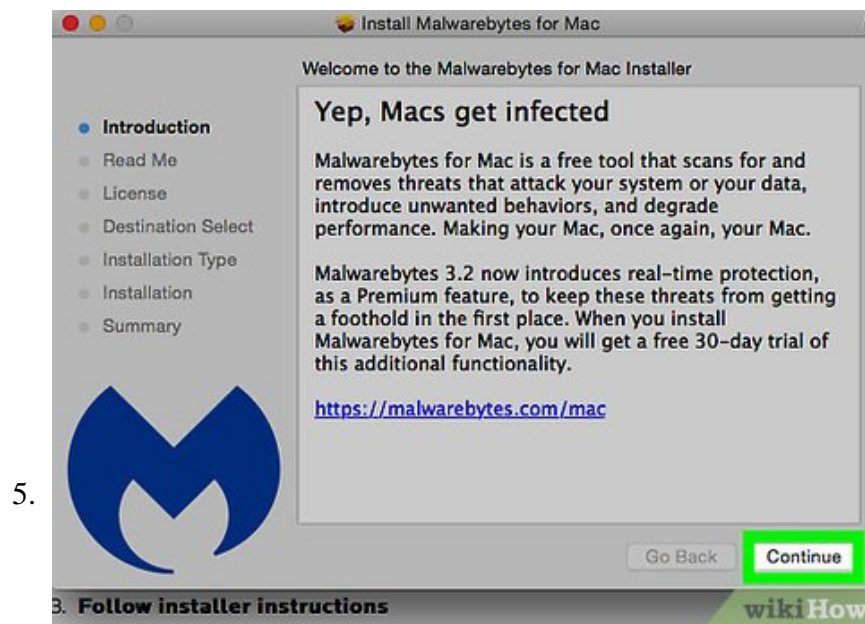 Install Malwarebytes for Mac
Welcome to the Malwarebytes for Mac Installer
Introduction
Read Me
License
Destination Select
Installation Type
Installation
Summary
Yep, Macs get infected
Malwarebytes for Mac is a free tool that scans for and
removes threats that attack your system or your data,
introduce unwanted behaviors, and degrade
performance. Making your Mac, once again, your Mac.
Malwarebytes 3.2 now introduces real-time protection,
as a Premium feature, to keep these threats from getting
a foothold in the first place. When you install
Malwarebytes for Mac, you will get a free 30-day trial of
this additional functionality.
https://malwarebytes.com/mac
5.
Go Back Continue
3. Follow installer instructions
wikiHow